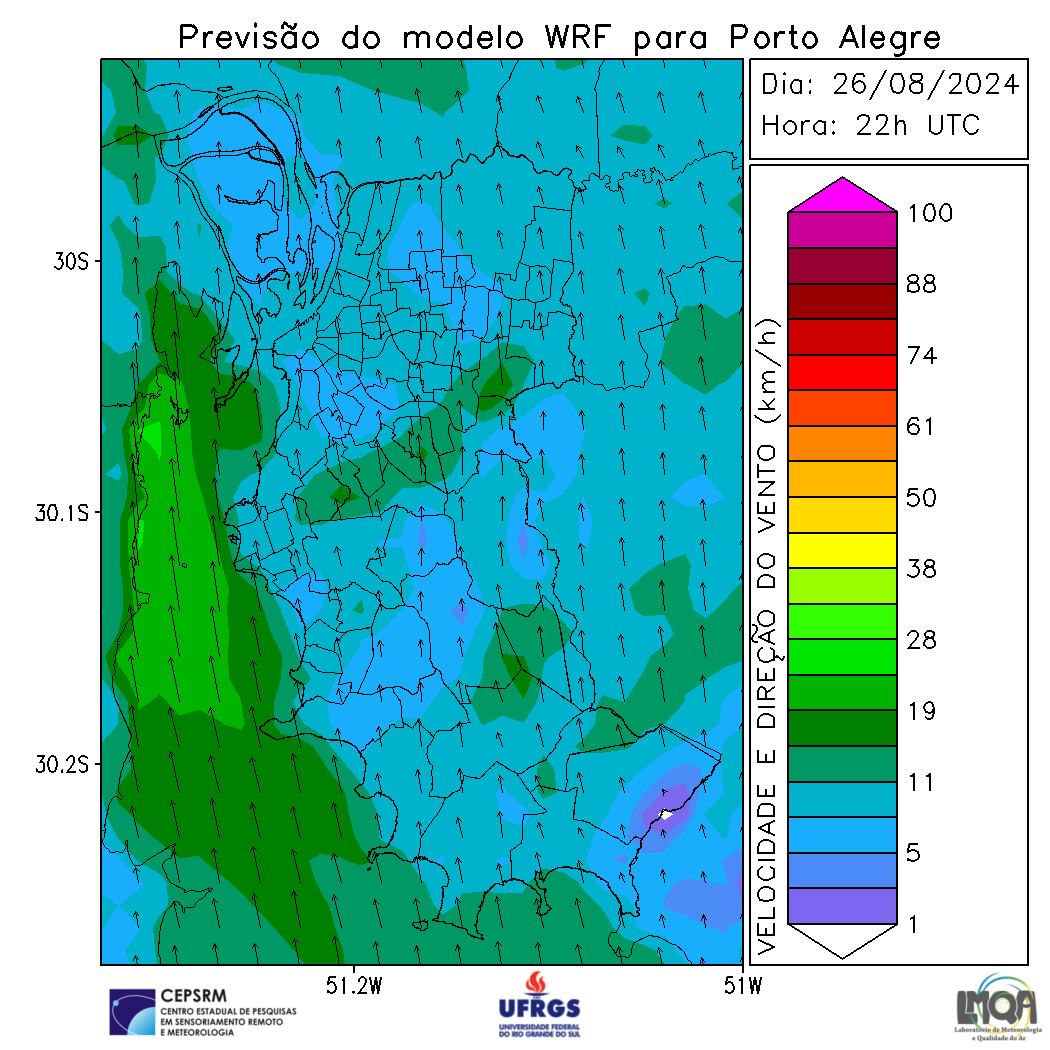 Previsão do modelo WRF para Porto Alegre
Dia: 26/08/2024
Hora: 22h UTC
30S
30.1S
30.2S
51.2W
51W
VELOCIDADE E DIREÇÃO DO VENTO (km/h)
100
88
74
61
50
38
28
19
11
5
1
CEPSRM
CENTRO ESTADUAL DE PESQUISAS
EM SENSORIAMENTO REMOTO
E METEOROLOGIA
UFRGS
UNIVERSIDADE FEDERAL
DO RIO GRANDE DO SUL
LMQA
Laboratório de Meteorologia
e Qualidade do Ar